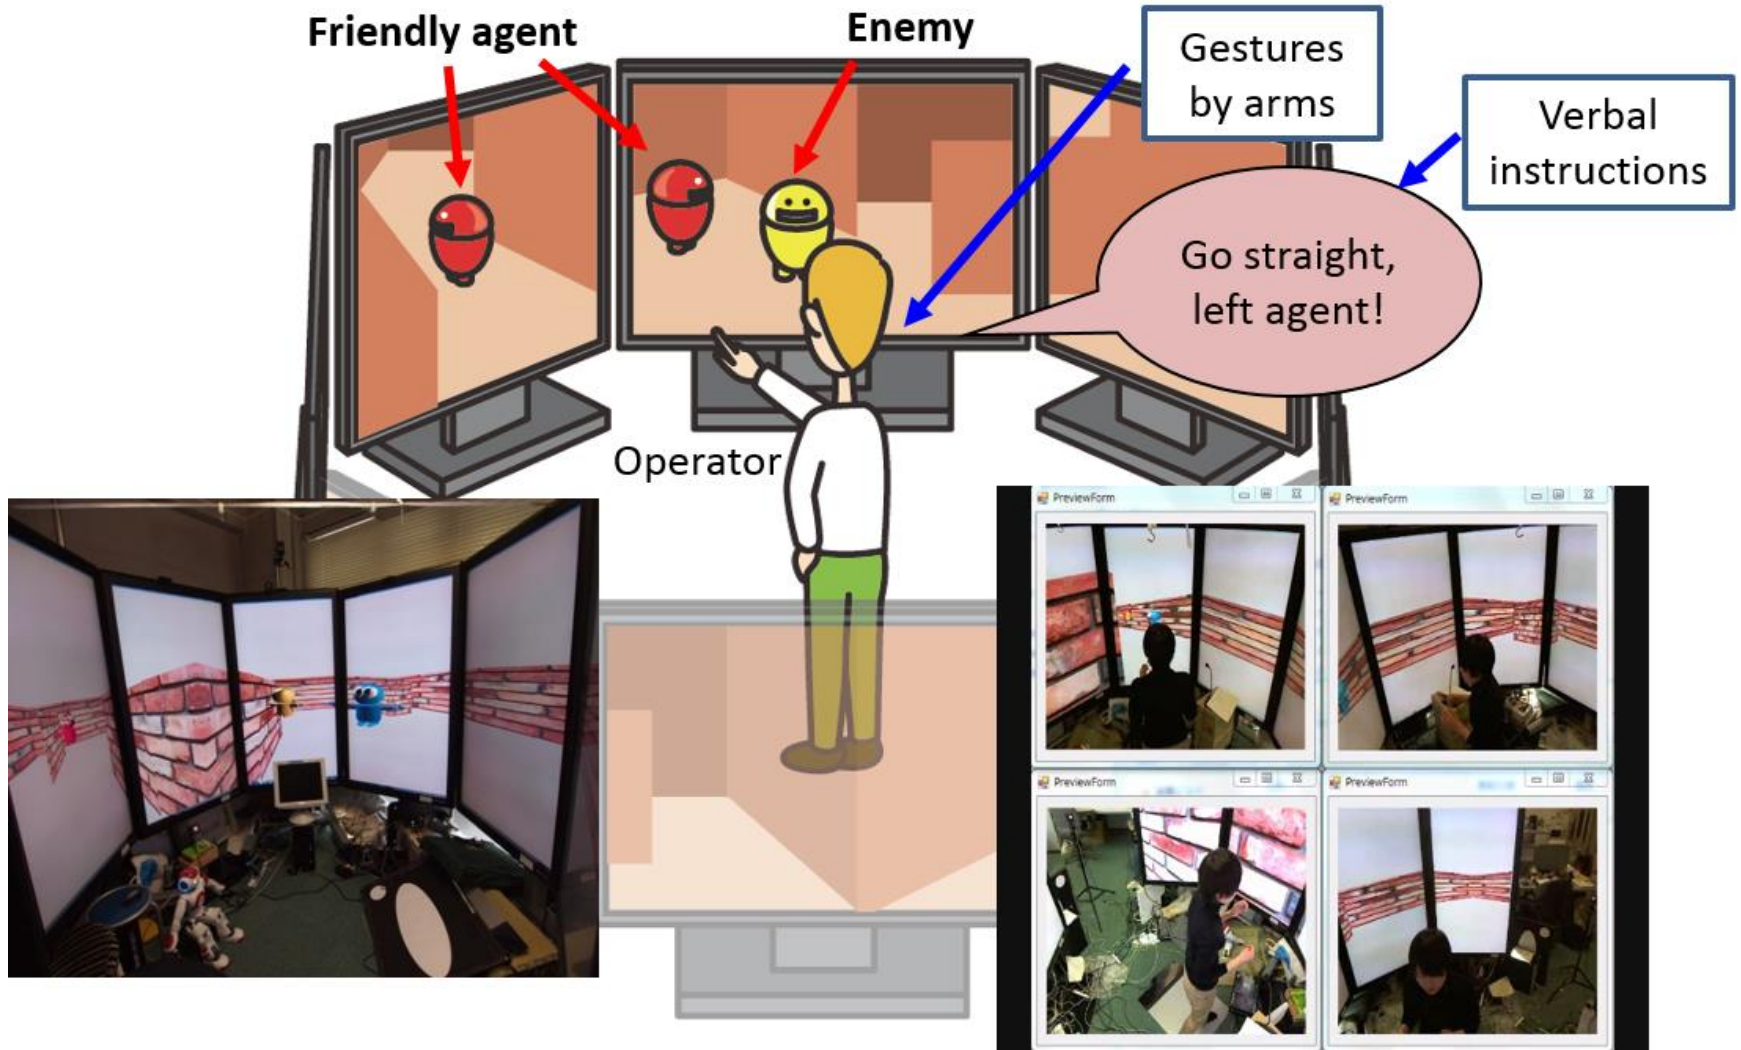 Friendly agent
Enemy
Gestures
by arms
Verbal
instructions
Go straight,
left agent!
Operator
PreviewForm
PreviewForm
PreviewForm
PreviewForm